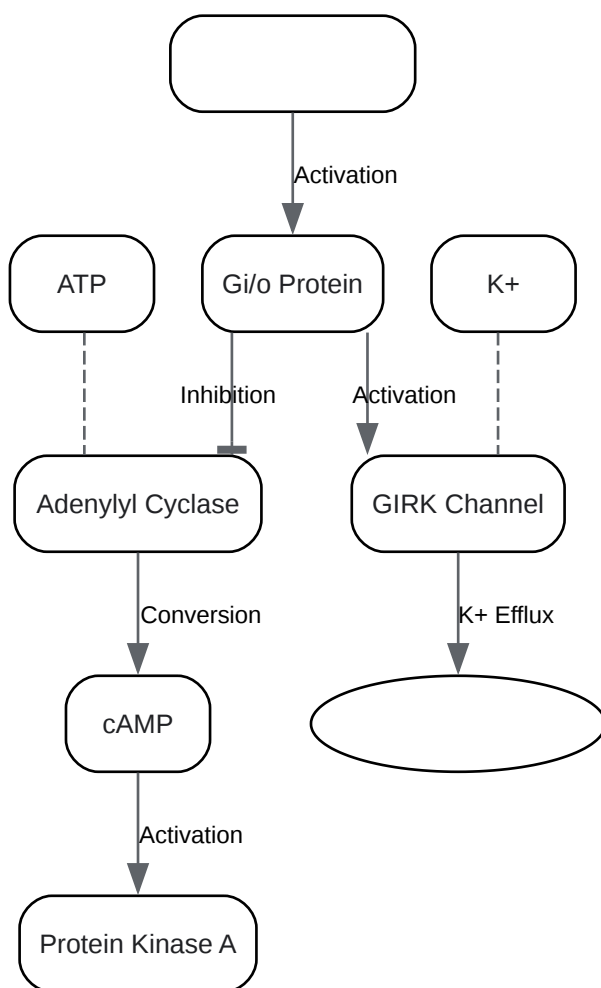 Activation
ATP
Gi/o Protein
K+
Inhibition
Activation
Adenylyl Cyclase
GIRK Channel
Conversion
K+ Efflux
cAMP
Activation
Protein Kinase A